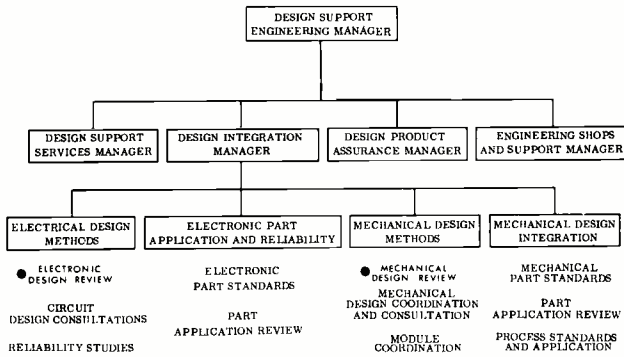 DESIGN SUPPORT
ENGINEERING MANAGER
DESIGN SUPPORT
SERVICES MANAGER
DESIGN INTEGRATION
MANAGER
DESIGN PRODUCT
ASSURANCE MANAGER
ENGINEERING SHOPS
AND SUPPORT MANAGER
ELECTRICAL DESIGN
METHODS
ELECTRONIC PART
APPLICATION AND RELIABILITY
MECHANICAL DESIGN
METHODS
MECHANICAL DESIGN
INTEGRATION
● ELECTRONIC
DESIGN REVIEW
CIRCUIT
DESIGN CONSULTATIONS
RELIABILITY STUDIES
ELECTRONIC
PART STANDARDS
PART
APPLICATION REVIEW
● MECHANICAL
DESIGN REVIEW
MECHANICAL
DESIGN COORDINATION
AND CONSULTATION
MODULE
COORDINATION
MECHANICAL
PART STANDARDS
PART
APPLICATION REVIEW
PROCESS STANDARDS
AND APPLICATION